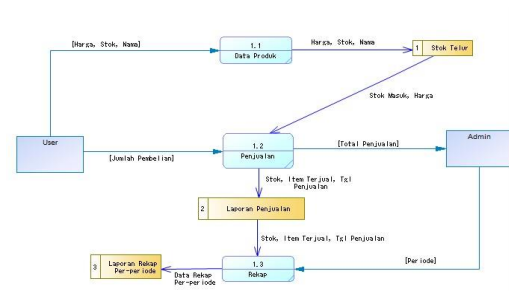 [Harga, Stok, Nama]
1.1
Data Produk
Harga, Stok, Nama
1 Stok Telur
Stok Masuk, Harga
User
[Jumlah Pembelian]
1.2
Penjualan
[Total Penjualan]
Admin
Stok, Item Terjual, Tgl
Penjualan
2 Laporan Penjualan
Stok, Item Terjual, Tgl Penjualan
[Periode]
1.3
Rekap
Data Rekap
Per-periode
3 Laporan Rekap
Per-periode